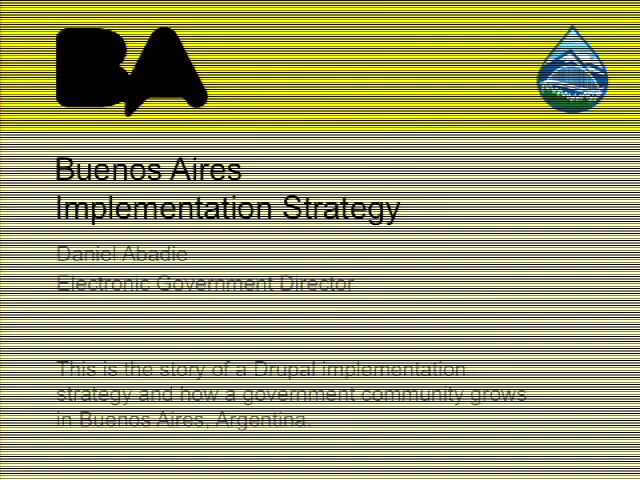 BA
Buenos Aires
Implementation Strategy
Daniel Abadie
Electronic Government Director
This is the story of a Drupal implementation
strategy and how a government community grows
in Buenos Aires, Argentina.